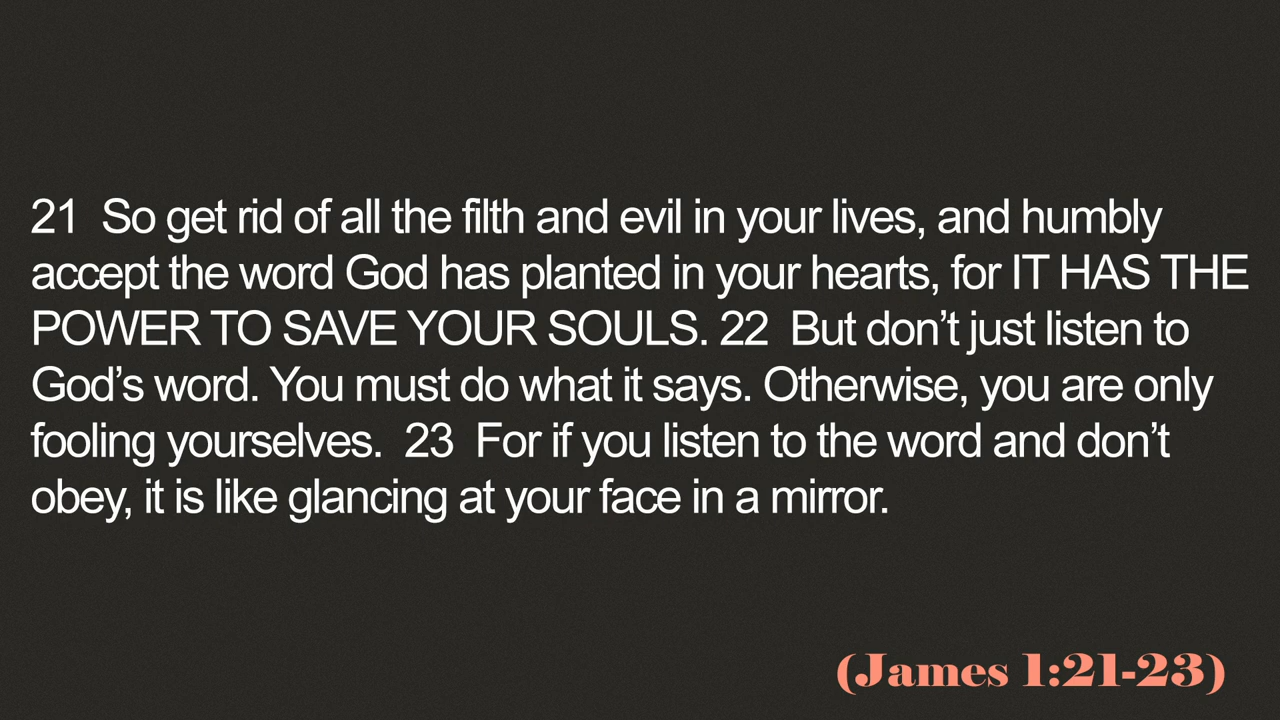 21  So get rid of all the filth and evil in your lives, and humbly
accept the word God has planted in your hearts, for IT HAS THE
POWER TO SAVE YOUR SOULS. 22  But don’t just listen to
God’s word. You must do what it says. Otherwise, you are only
fooling yourselves.  23  For if you listen to the word and don’t
obey, it is like glancing at your face in a mirror.
(James 1:21-23)